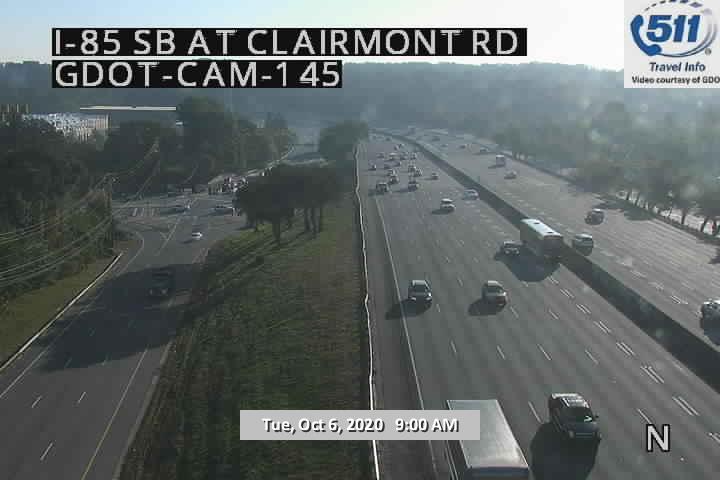 I-85 SB AT CLAIRMONT RD
GDOT-CAM-145
511
Travel Info
Video courtesy of GDO
Tue, Oct 6, 2020 9:00 AM
N